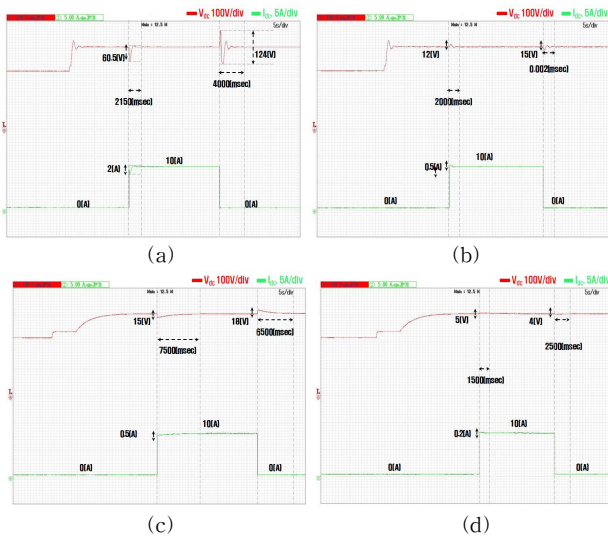 V_dc 100V/div I_dc 5A/div
5s/div
60.5[V]
124[V]
2150[msec]
4000[msec]
2[A]
10[A]
0[A]
0[A]
(a)
V_dc 100V/div I_dc 5A/div
5s/div
12[V]
15[V]
0.002[msec]
2000[msec]
0.5[A]
10[A]
0[A]
0[A]
(b)
V_dc 100V/div I_dc 5A/div
5s/div
15[V]
18[V]
6500[msec]
7500[msec]
0.5[A]
10[A]
0[A]
0[A]
(c)
V_dc 100V/div I_dc 5A/div
5s/div
5[V]
4[V]
2500[msec]
1500[msec]
0.2[A]
10[A]
0[A]
0[A]
(d)